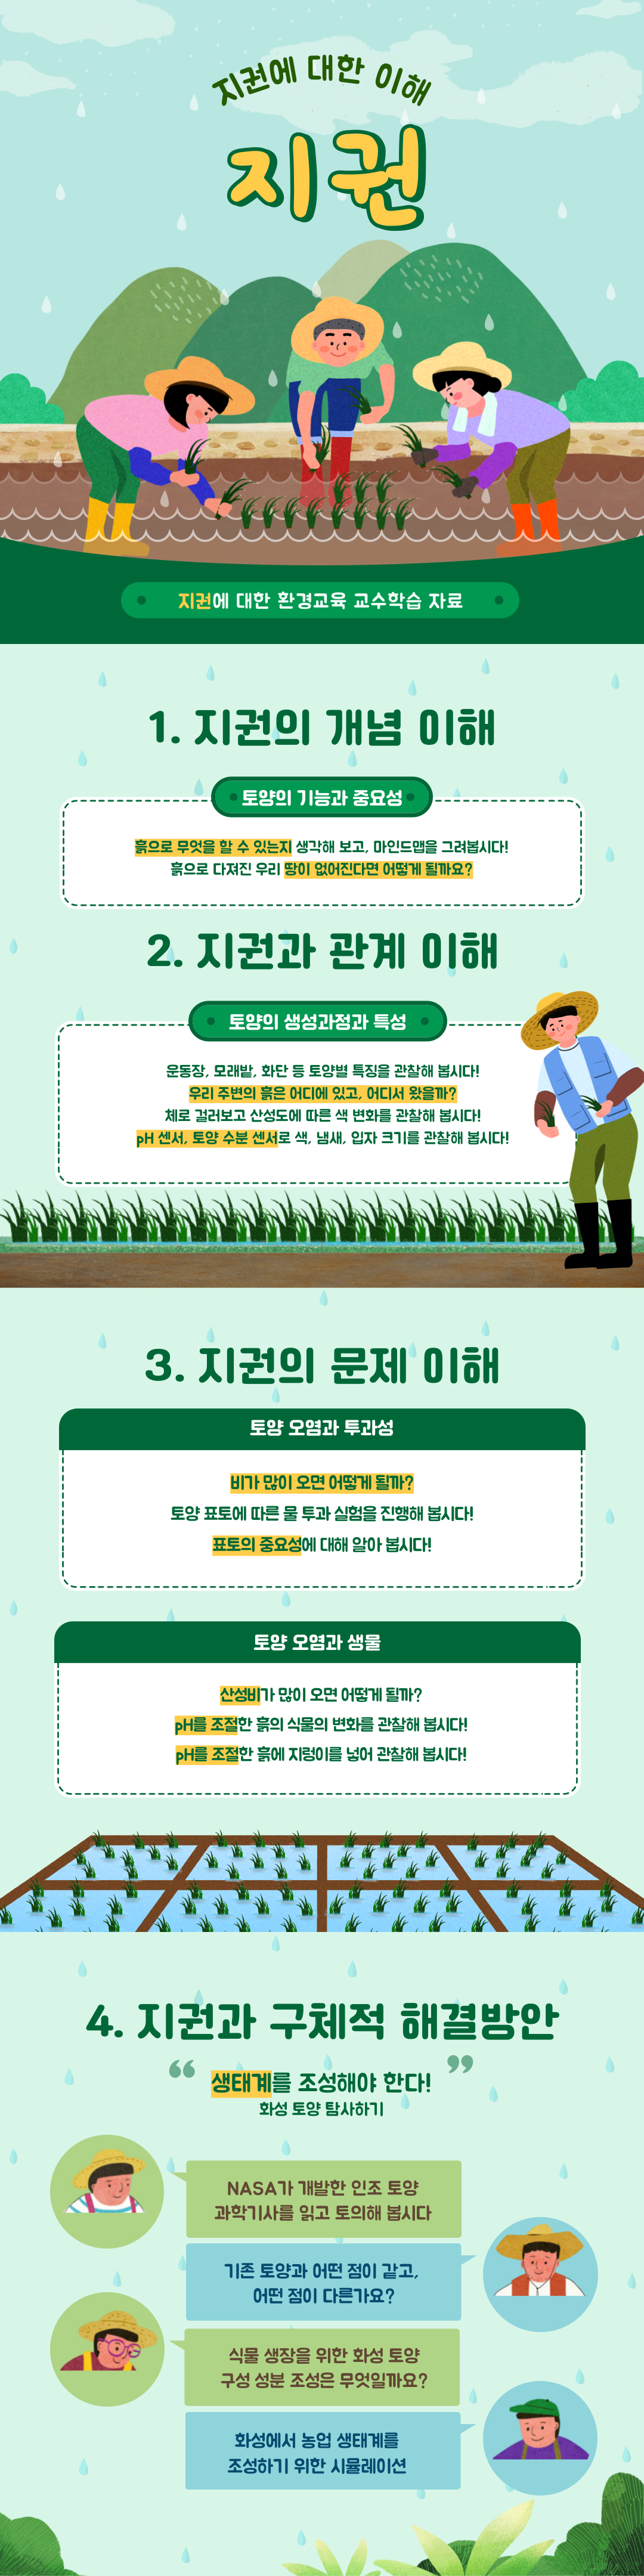 지권에 대한 이해
지권
지권에 대한 환경교육 교수학습 자료
1. 지권의 개념 이해
토양의 기능과 중요성
흙으로 무엇을 할 수 있는지 생각해 보고, 마인드맵을 그려봅시다!
흙으로 다져진 우리 땅이 없어진다면 어떻게 될까요?
2. 지권과 관계 이해
토양의 생성과정과 특성
운동장, 모래밭, 화단 등 토양별 특징을 관찰해 봅시다!
우리 주변의 흙은 어디에 있고, 어디서 왔을까?
체로 걸러보고 산성도에 따른 색 변화를 관찰해 봅시다!
pH 센서, 토양 수분 센서로 색, 냄새, 입자 크기를 관찰해 봅시다!
3. 지권의 문제 이해
토양 오염과 투과성
비가 많이 오면 어떻게 될까?
토양 표토에 따른 물 투과 실험을 진행해 봅시다!
표토의 중요성에 대해 알아 봅시다!
토양 오염과 생물
산성비가 많이 오면 어떻게 될까?
pH를 조절한 흙의 식물의 변화를 관찰해 봅시다!
pH를 조절한 흙에 지렁이를 넣어 관찰해 봅시다!
4. 지권과 구체적 해결방안
“ 생태계를 조성해야 한다! ”
화성 토양 탐사하기
NASA가 개발한 인조 토양
과학기사를 읽고 토의해 봅시다
기존 토양과 어떤 점이 같고,
어떤 점이 다른가요?
식물 생장을 위한 화성 토양
구성 성분 조성은 무엇일까요?
화성에서 농업 생태계를
조성하기 위한 시뮬레이션